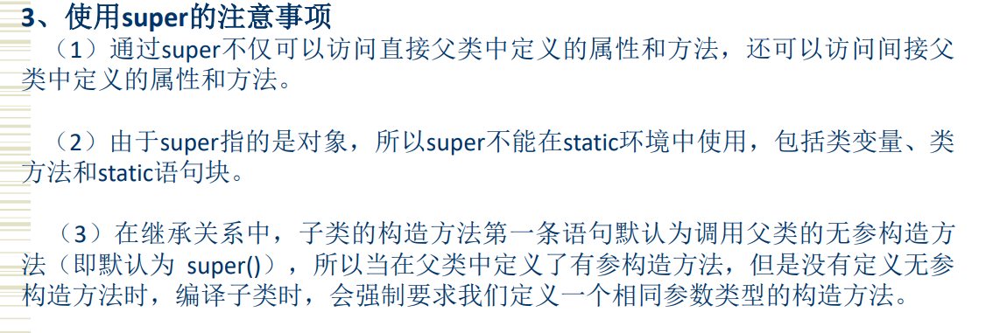 3、使用super的注意事项
（1）通过super不仅可以访问直接父类中定义的属性和方法，还可以访问间接父
类中定义的属性和方法。
（2）由于super指的是对象，所以super不能在static环境中使用，包括类变量、类
方法和static语句块。
（3）在继承关系中，子类的构造方法第一条语句默认为调用父类的无参构造方
法（即默认为 super()），所以当在父类中定义了有参构造方法，但是没有定义无参
构造方法时，编译子类时，会强制要求我们定义一个相同参数类型的构造方法。